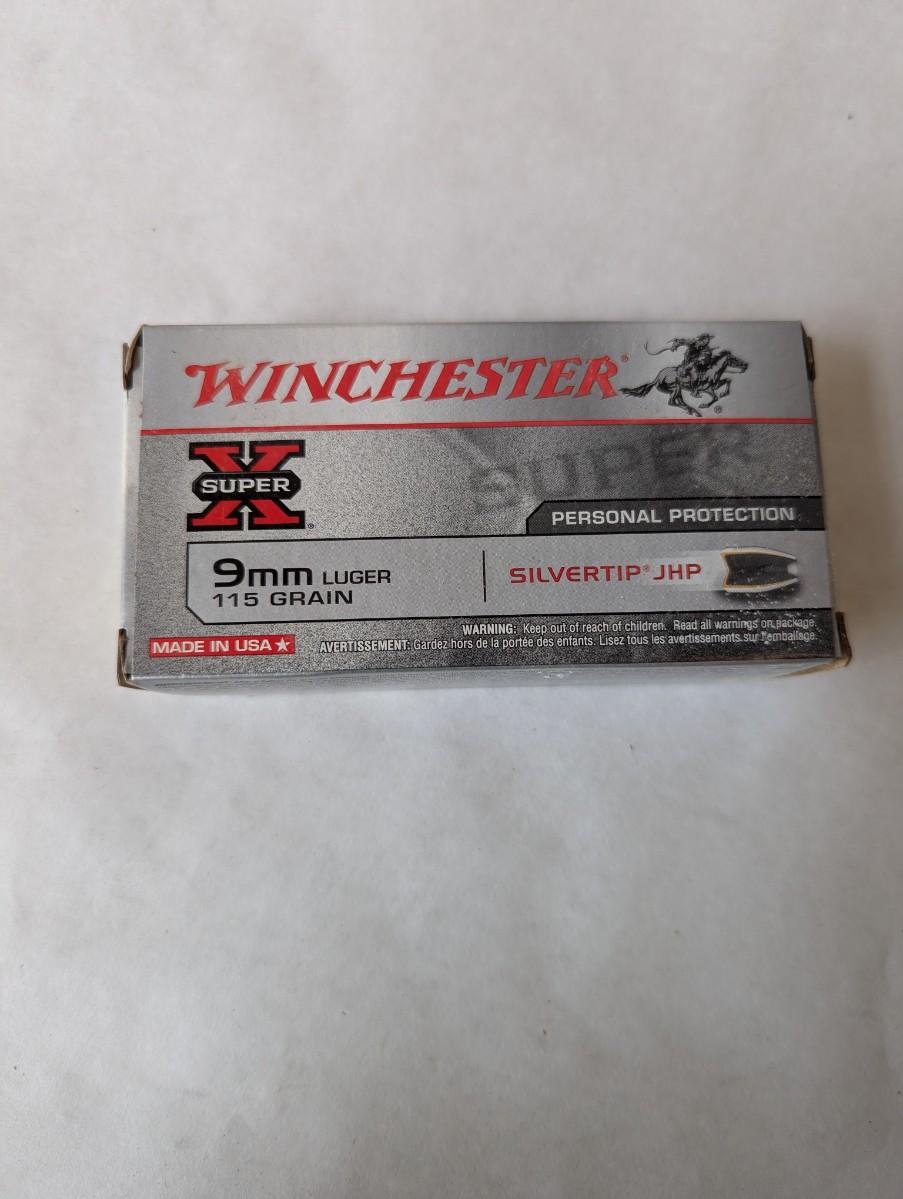 WINCHESTER®
®
X
SUPER
®
SUPER X
PERSONAL PROTECTION
9mm LUGER
115 GRAIN
SILVERTIP® JHP
WARNING: Keep out of reach of children. Read all warnings on package.
AVERTISSEMENT: Gardez hors de la portée des enfants. Lisez tous les avertissements sur l'emballage.
MADE IN USA